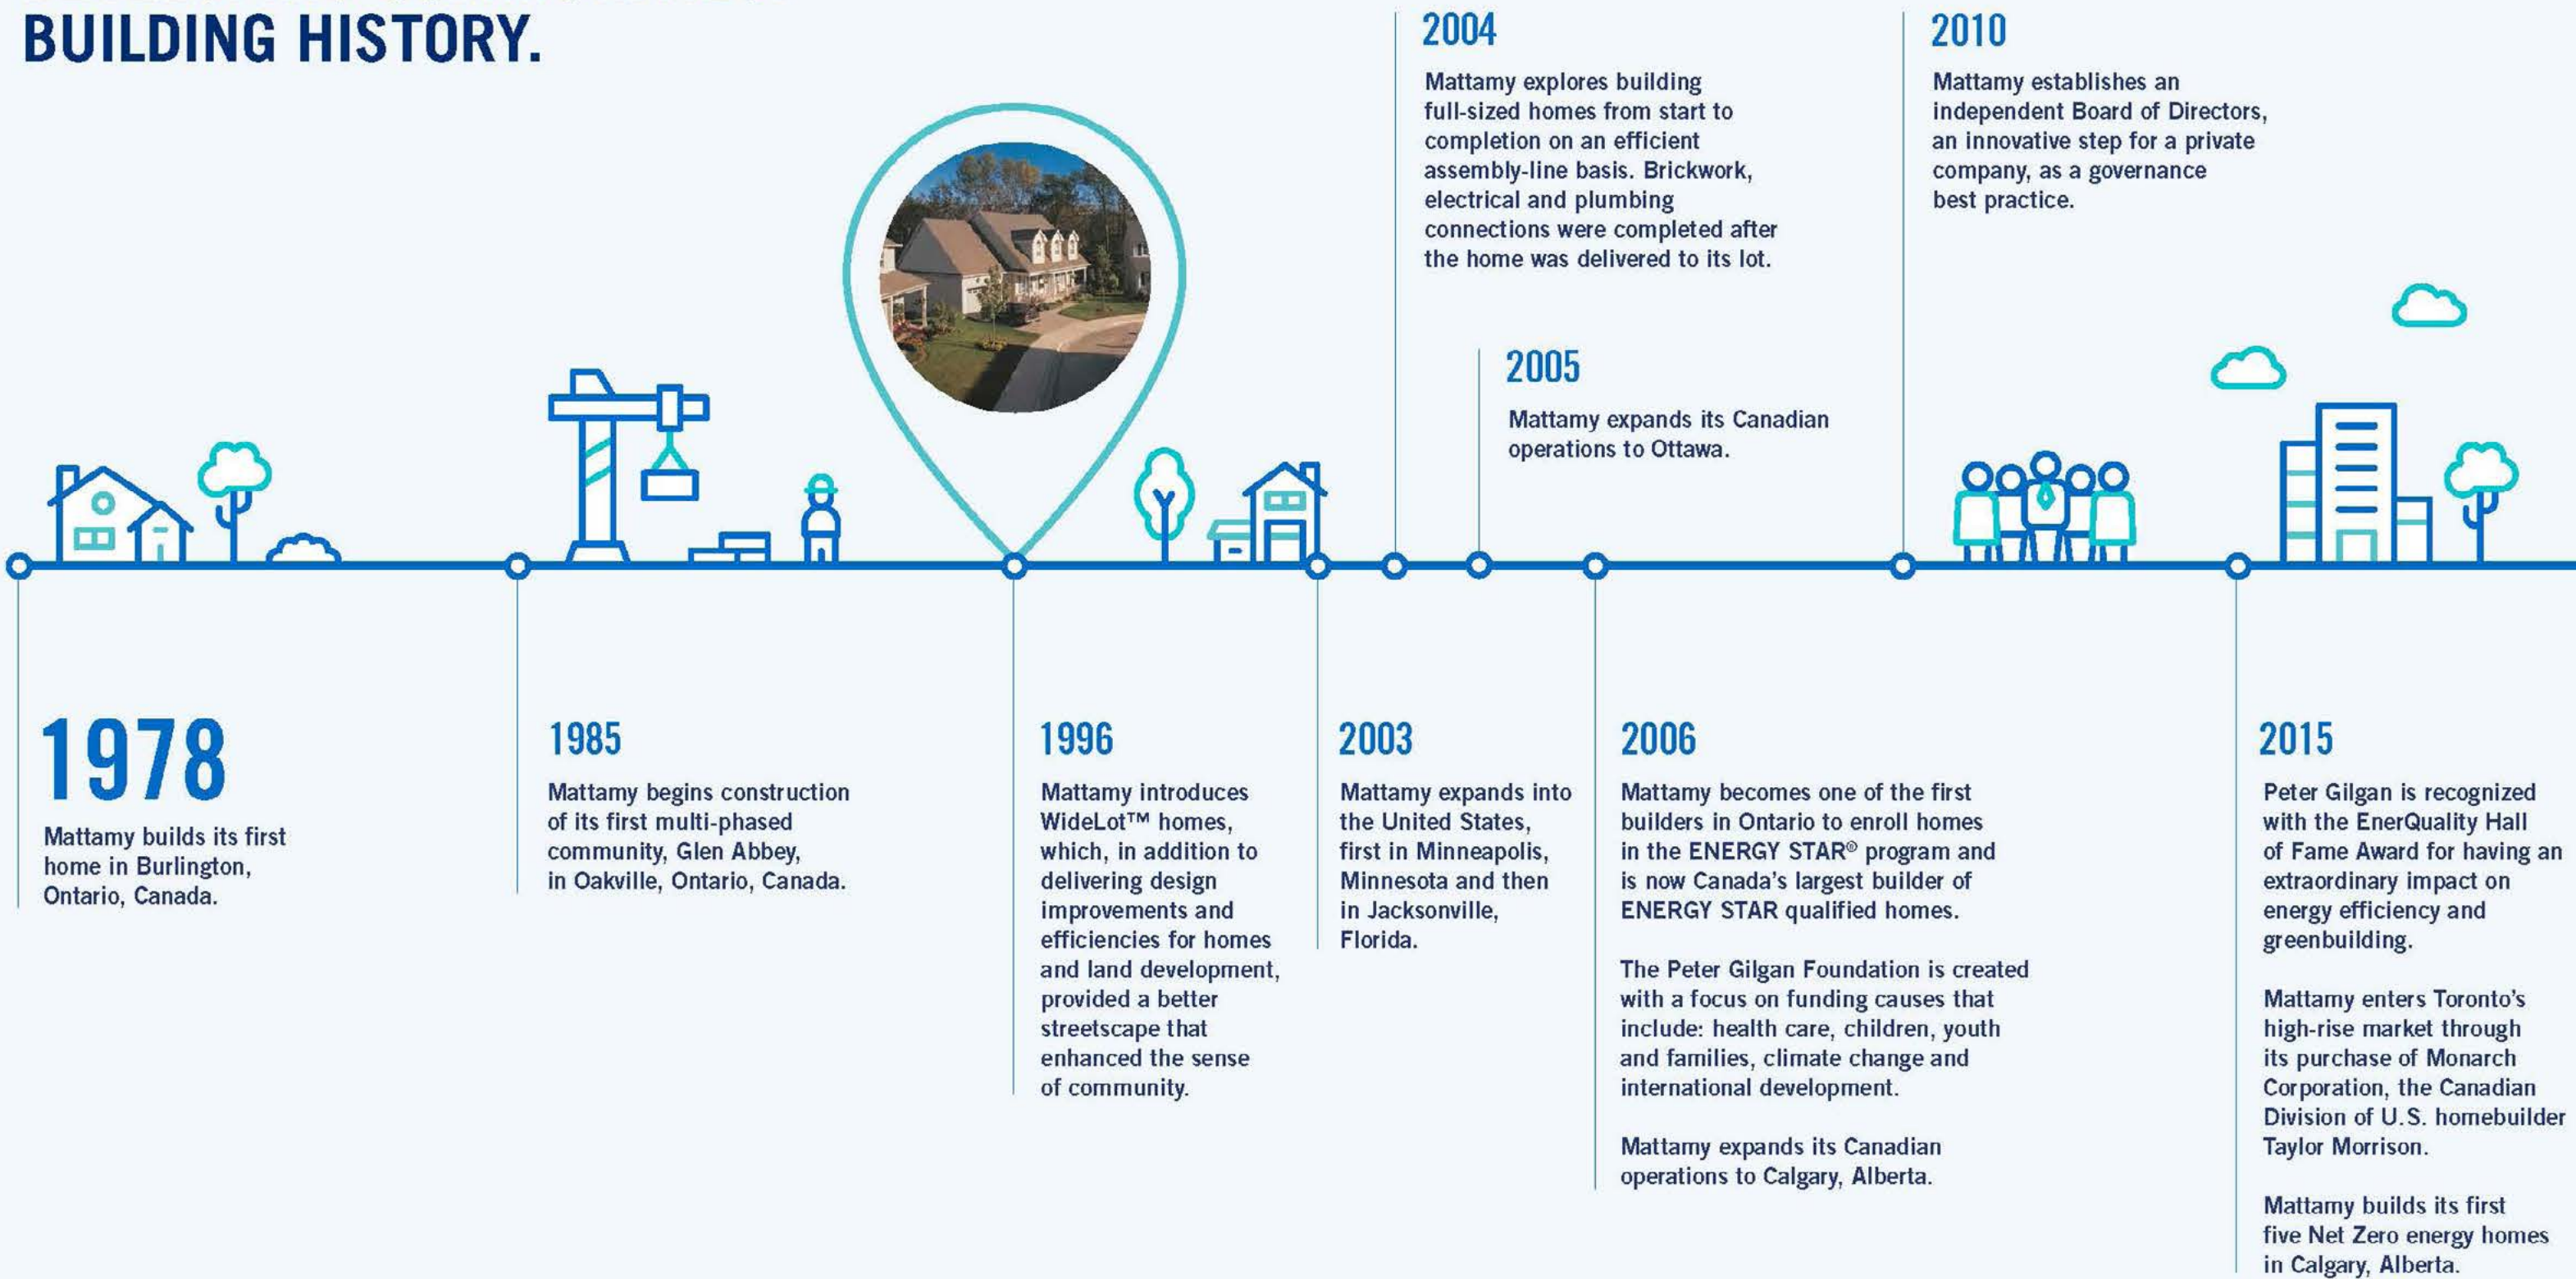 BUILDING HISTORY.
2004
Mattamy explores building
full-sized homes from start to
completion on an efficient
assembly-line basis. Brickwork,
electrical and plumbing
connections were completed after
the home was delivered to its lot.
2005
Mattamy expands its Canadian
operations to Ottawa.
2010
Mattamy establishes an
independent Board of Directors,
an innovative step for a private
company, as a governance
best practice.
1978
Mattamy builds its first
home in Burlington,
Ontario, Canada.
1985
Mattamy begins construction
of its first multi-phased
community, Glen Abbey,
in Oakville, Ontario, Canada.
1996
Mattamy introduces
WideLot™ homes,
which, in addition to
delivering design
improvements and
efficiencies for homes
and land development,
provided a better
streetscape that
enhanced the sense
of community.
2003
Mattamy expands into
the United States,
first in Minneapolis,
Minnesota and then
in Jacksonville,
Florida.
2006
Mattamy becomes one of the first
builders in Ontario to enroll homes
in the ENERGY STAR® program and
is now Canada's largest builder of
ENERGY STAR qualified homes.
The Peter Gilgan Foundation is created
with a focus on funding causes that
include: health care, children, youth
and families, climate change and
international development.
Mattamy expands its Canadian
operations to Calgary, Alberta.
2015
Peter Gilgan is recognized
with the EnerQuality Hall
of Fame Award for having an
extraordinary impact on
energy efficiency and
greenbuilding.
Mattamy enters Toronto's
high-rise market through
its purchase of Monarch
Corporation, the Canadian
Division of U.S. homebuilder
Taylor Morrison.
Mattamy builds its first
five Net Zero energy homes
in Calgary, Alberta.